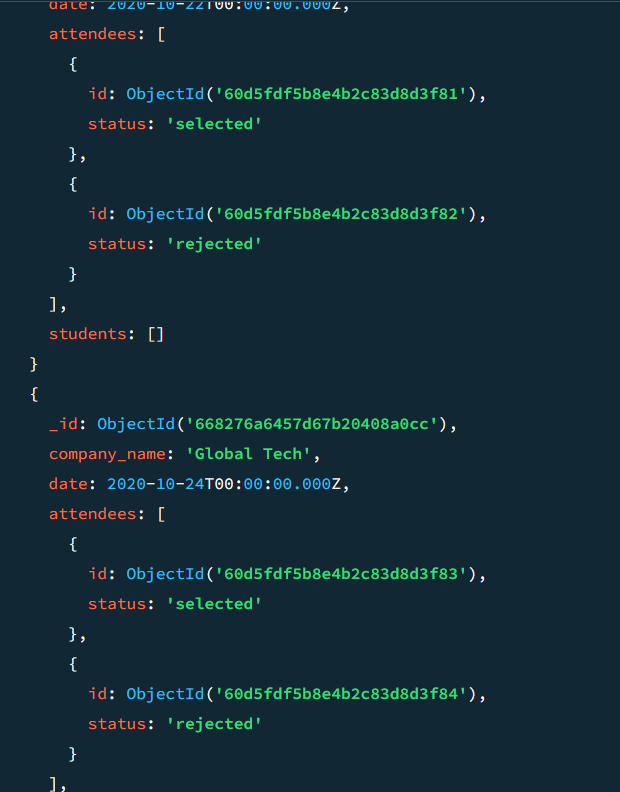 date: 2020-10-22T00:00:00.000Z,
attendees: [
{
id: ObjectId('60d5fdf5b8e4b2c83d8d3f81'),
status: 'selected'
},
{
id: ObjectId('60d5fdf5b8e4b2c83d8d3f82'),
status: 'rejected'
}
],
students: []
}
{
_id: ObjectId('668276a6457d67b20408a0cc'),
company_name: 'Global Tech',
date: 2020-10-24T00:00:00.000Z,
attendees: [
{
id: ObjectId('60d5fdf5b8e4b2c83d8d3f83'),
status: 'selected'
},
{
id: ObjectId('60d5fdf5b8e4b2c83d8d3f84'),
status: 'rejected'
}
],